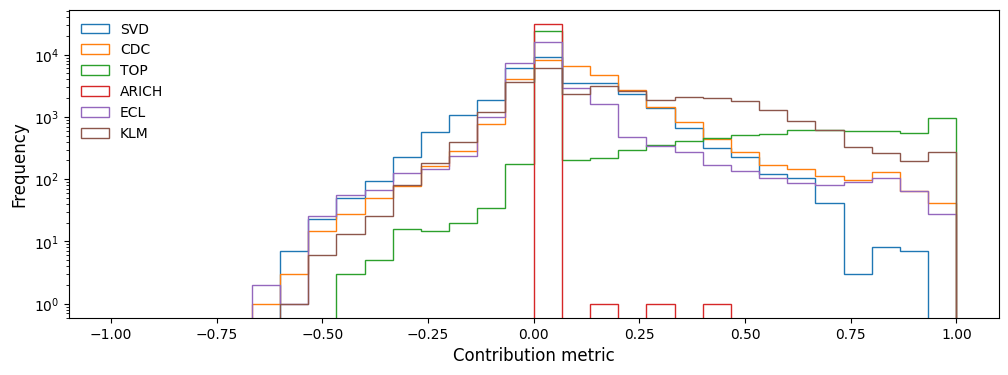 SVD
CDC
TOP
ARICH
ECL
KLM
Frequency
10⁴
10³
10²
10¹
10⁰
−1.00 −0.75 −0.50 −0.25 0.00 0.25 0.50 0.75 1.00
Contribution metric